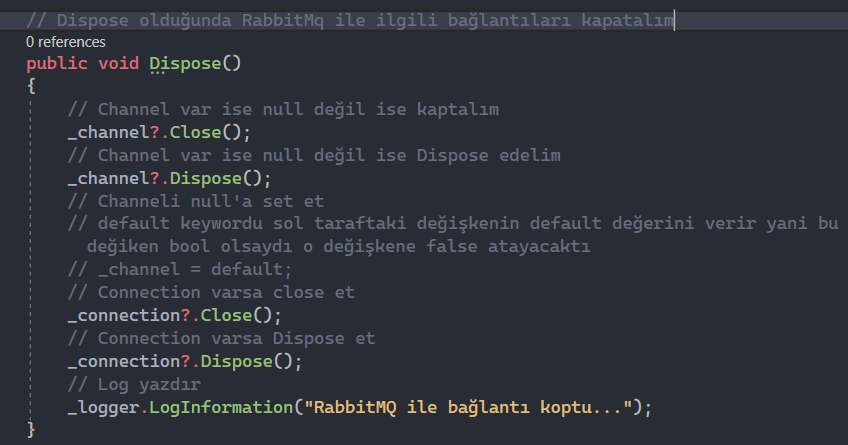 // Dispose olduğunda RabbitMq ile ilgili bağlantıları kapatalım
0 references
public void Dispose()
{
// Channel var ise null değil ise kaptalım
_channel?.Close();
// Channel var ise null değil ise Dispose edelim
_channel?.Dispose();
// Channeli null'a set et
// default keywordu sol taraftaki değişkenin default değerini verir yani bu
değiken bool olsaydı o değişkene false atayacaktı
// _channel = default;
// Connection varsa close et
_connection?.Close();
// Connection varsa Dispose et
_connection?.Dispose();
// Log yazdır
_logger.LogInformation("RabbitMQ ile bağlantı koptu...");
}